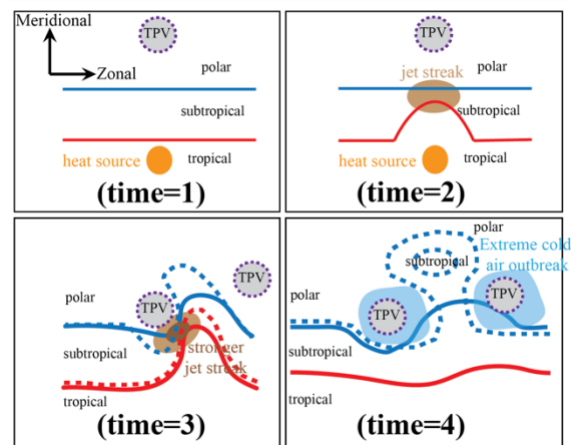 Meridional
TPV
polar
Zonal
subtropical
heat source
tropical
(time=1)
TPV
jet streak
polar
subtropical
heat source
tropical
(time=2)
TPV
TPV
polar
subtropical
stronger
jet streak
tropical
(time=3)
polar
subtropical
Extreme cold
air outbreak
polar
TPV
TPV
subtropical
tropical
(time=4)